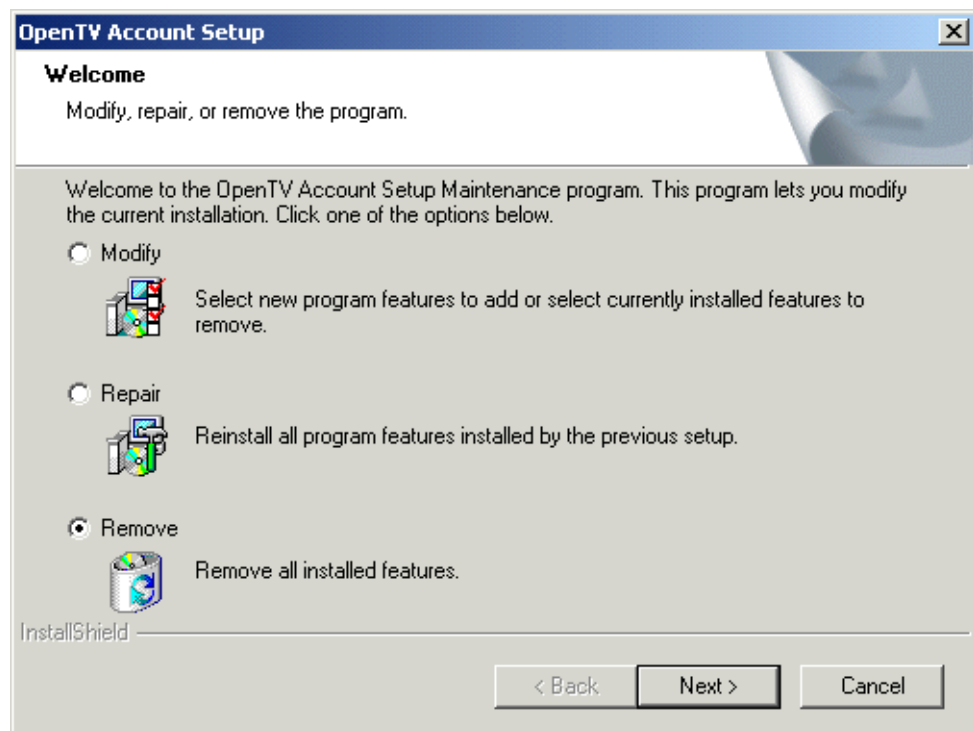 OpenTV Account Setup
Welcome
Modify, repair, or remove the program.
Welcome to the OpenTV Account Setup Maintenance program. This program lets you modify
the current installation. Click one of the options below.
Modify
Select new program features to add or select currently installed features to
remove.
Repair
Reinstall all program features installed by the previous setup.
Remove
Remove all installed features.
InstallShield
< Back
Next >
Cancel